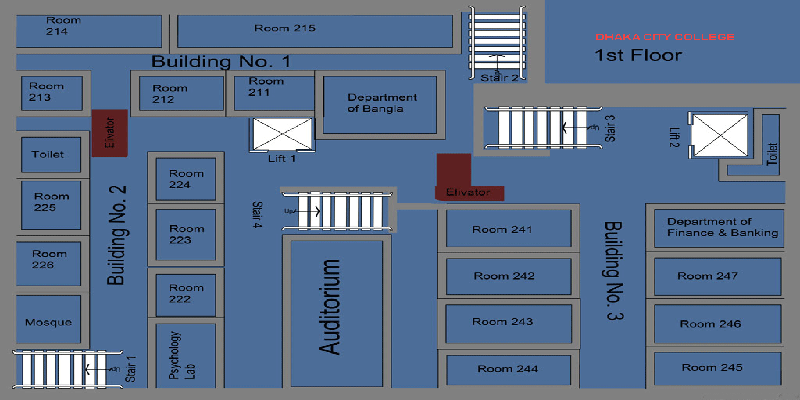 Room
214
Room 215
DHAKA CITY COLLEGE
1st Floor
Building No. 1
Stair 2
Room
213
Room
212
Room
211
Department
of Bangla
Elivator
Lift 1
Stair 3
Lift 2
Toilet
Toilet
Room
224
Elivator
Room
225
Building No. 2
Stair 4
Up
Room
223
Room 241
Building No. 3
Department of
Finance & Banking
Room
226
Room
222
Auditorium
Room 242
Room 247
Mosque
Psychology
Lab
Room 243
Room 246
Stair 1
Room 244
Room 245